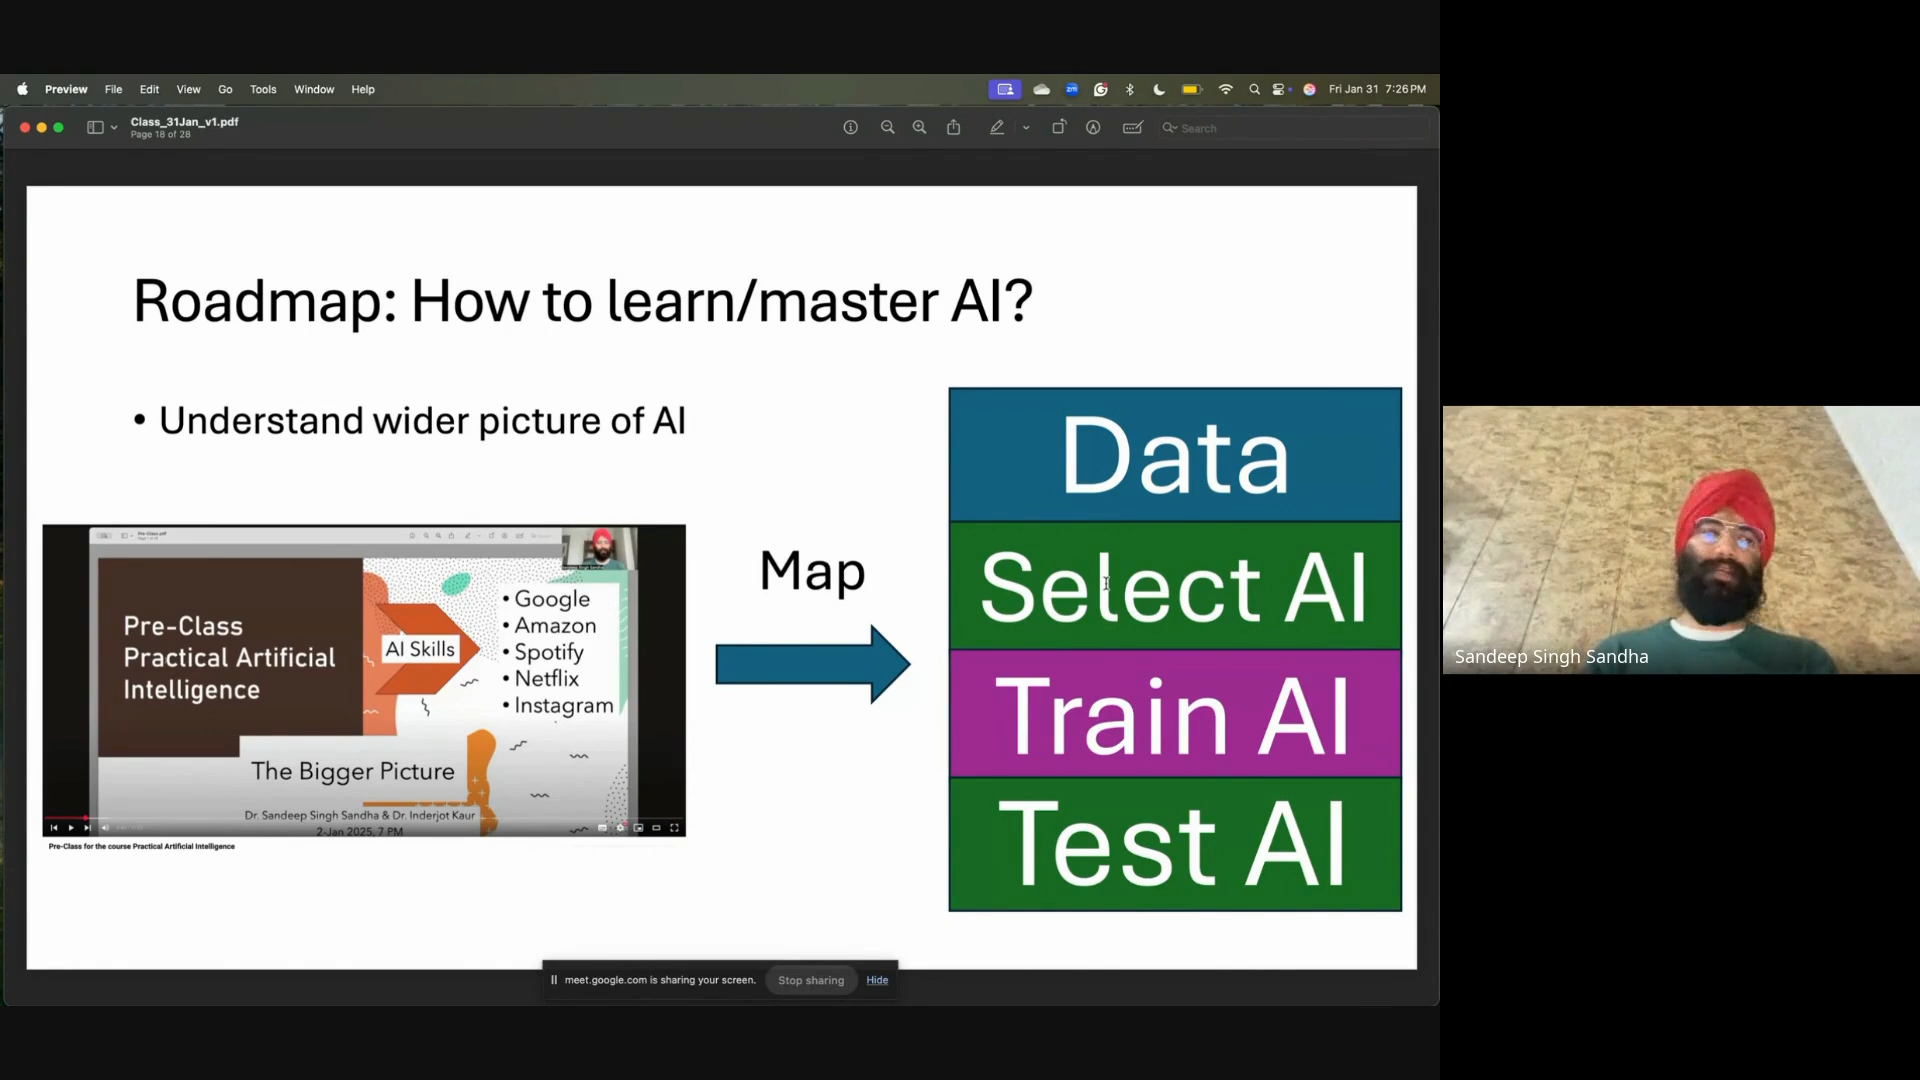 Preview File Edit View Go Tools Window Help
Fri Jan 31 7:26 PM
Class_31Jan_v1.pdf
Page 18 of 28
Search
Roadmap: How to learn/master AI?
• Understand wider picture of AI
Pre-Class
Practical Artificial
Intelligence
AI Skills
• Google
• Amazon
• Spotify
• Netflix
• Instagram
The Bigger Picture
Dr. Sandeep Singh Sandha & Dr. Inderjot Kaur
2-Jan 2025, 7 PM
Pre-Class for the course Practical Artificial Intelligence
Map
Data
Select AI
Train AI
Test AI
Sandeep Singh Sandha
meet.google.com is sharing your screen. Stop sharing Hide